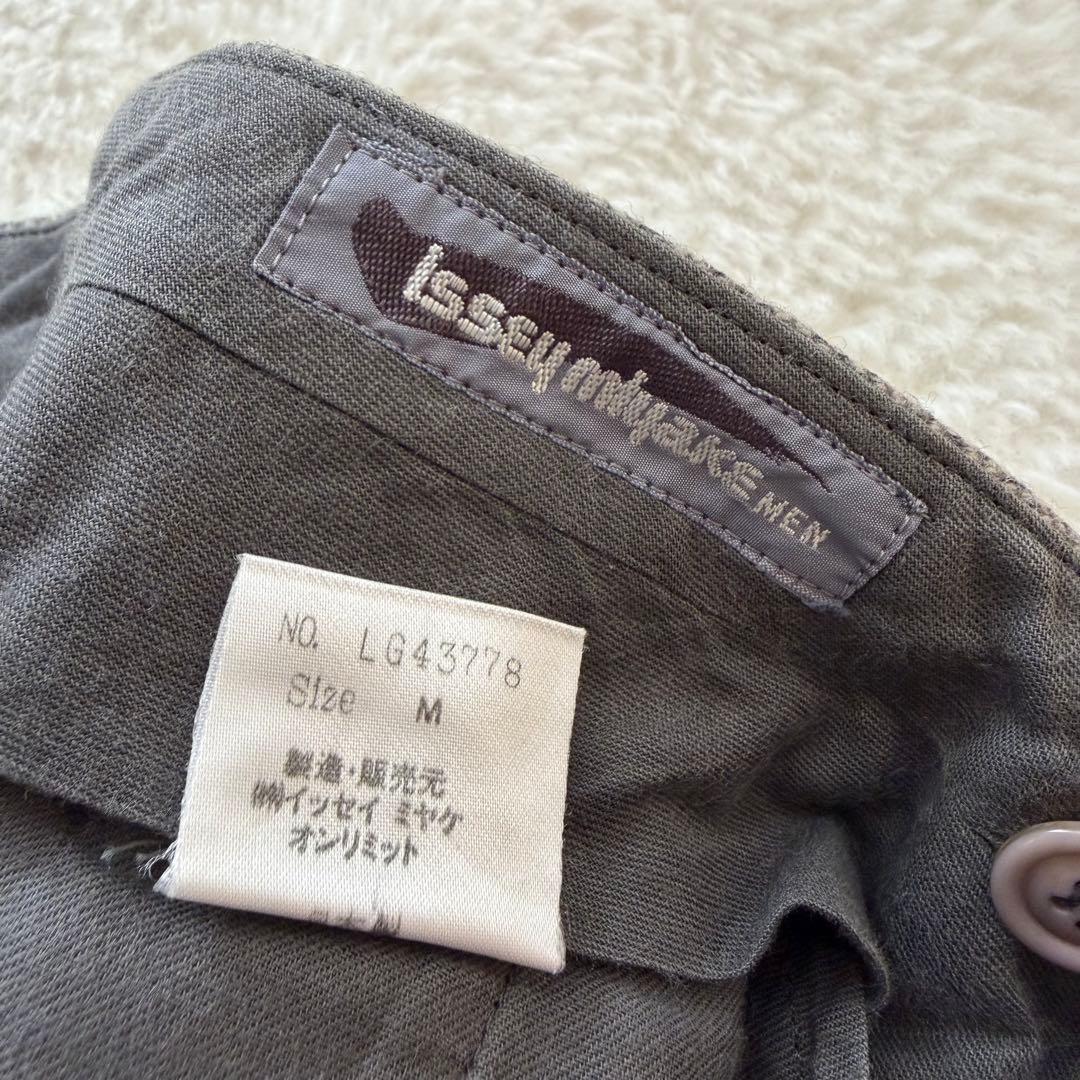 Issey miyake MEN
NO. LG43778
Size M
製造・販売元
㈱イッセイ ミヤケ
オンリミット